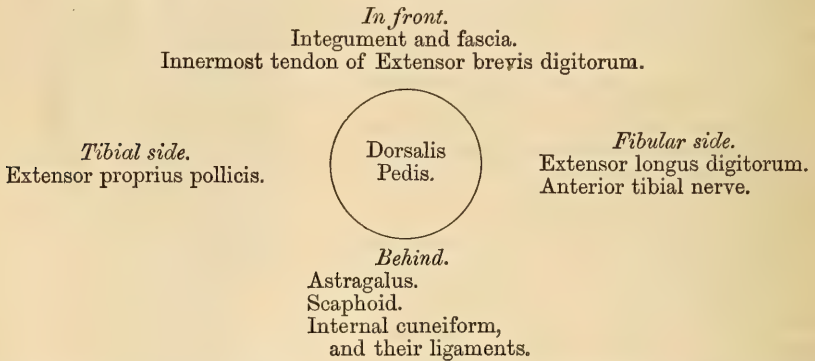 In front.
Integument and fascia.
Innermost tendon of Extensor brevis digitorum.
Tibial side.
Extensor proprius pollicis.
Dorsalis
Pedis.
Fibular side.
Extensor longus digitorum.
Anterior tibial nerve.
Behind.
Astragalus.
Scaphoid.
Internal cuneiform,
and their ligaments.